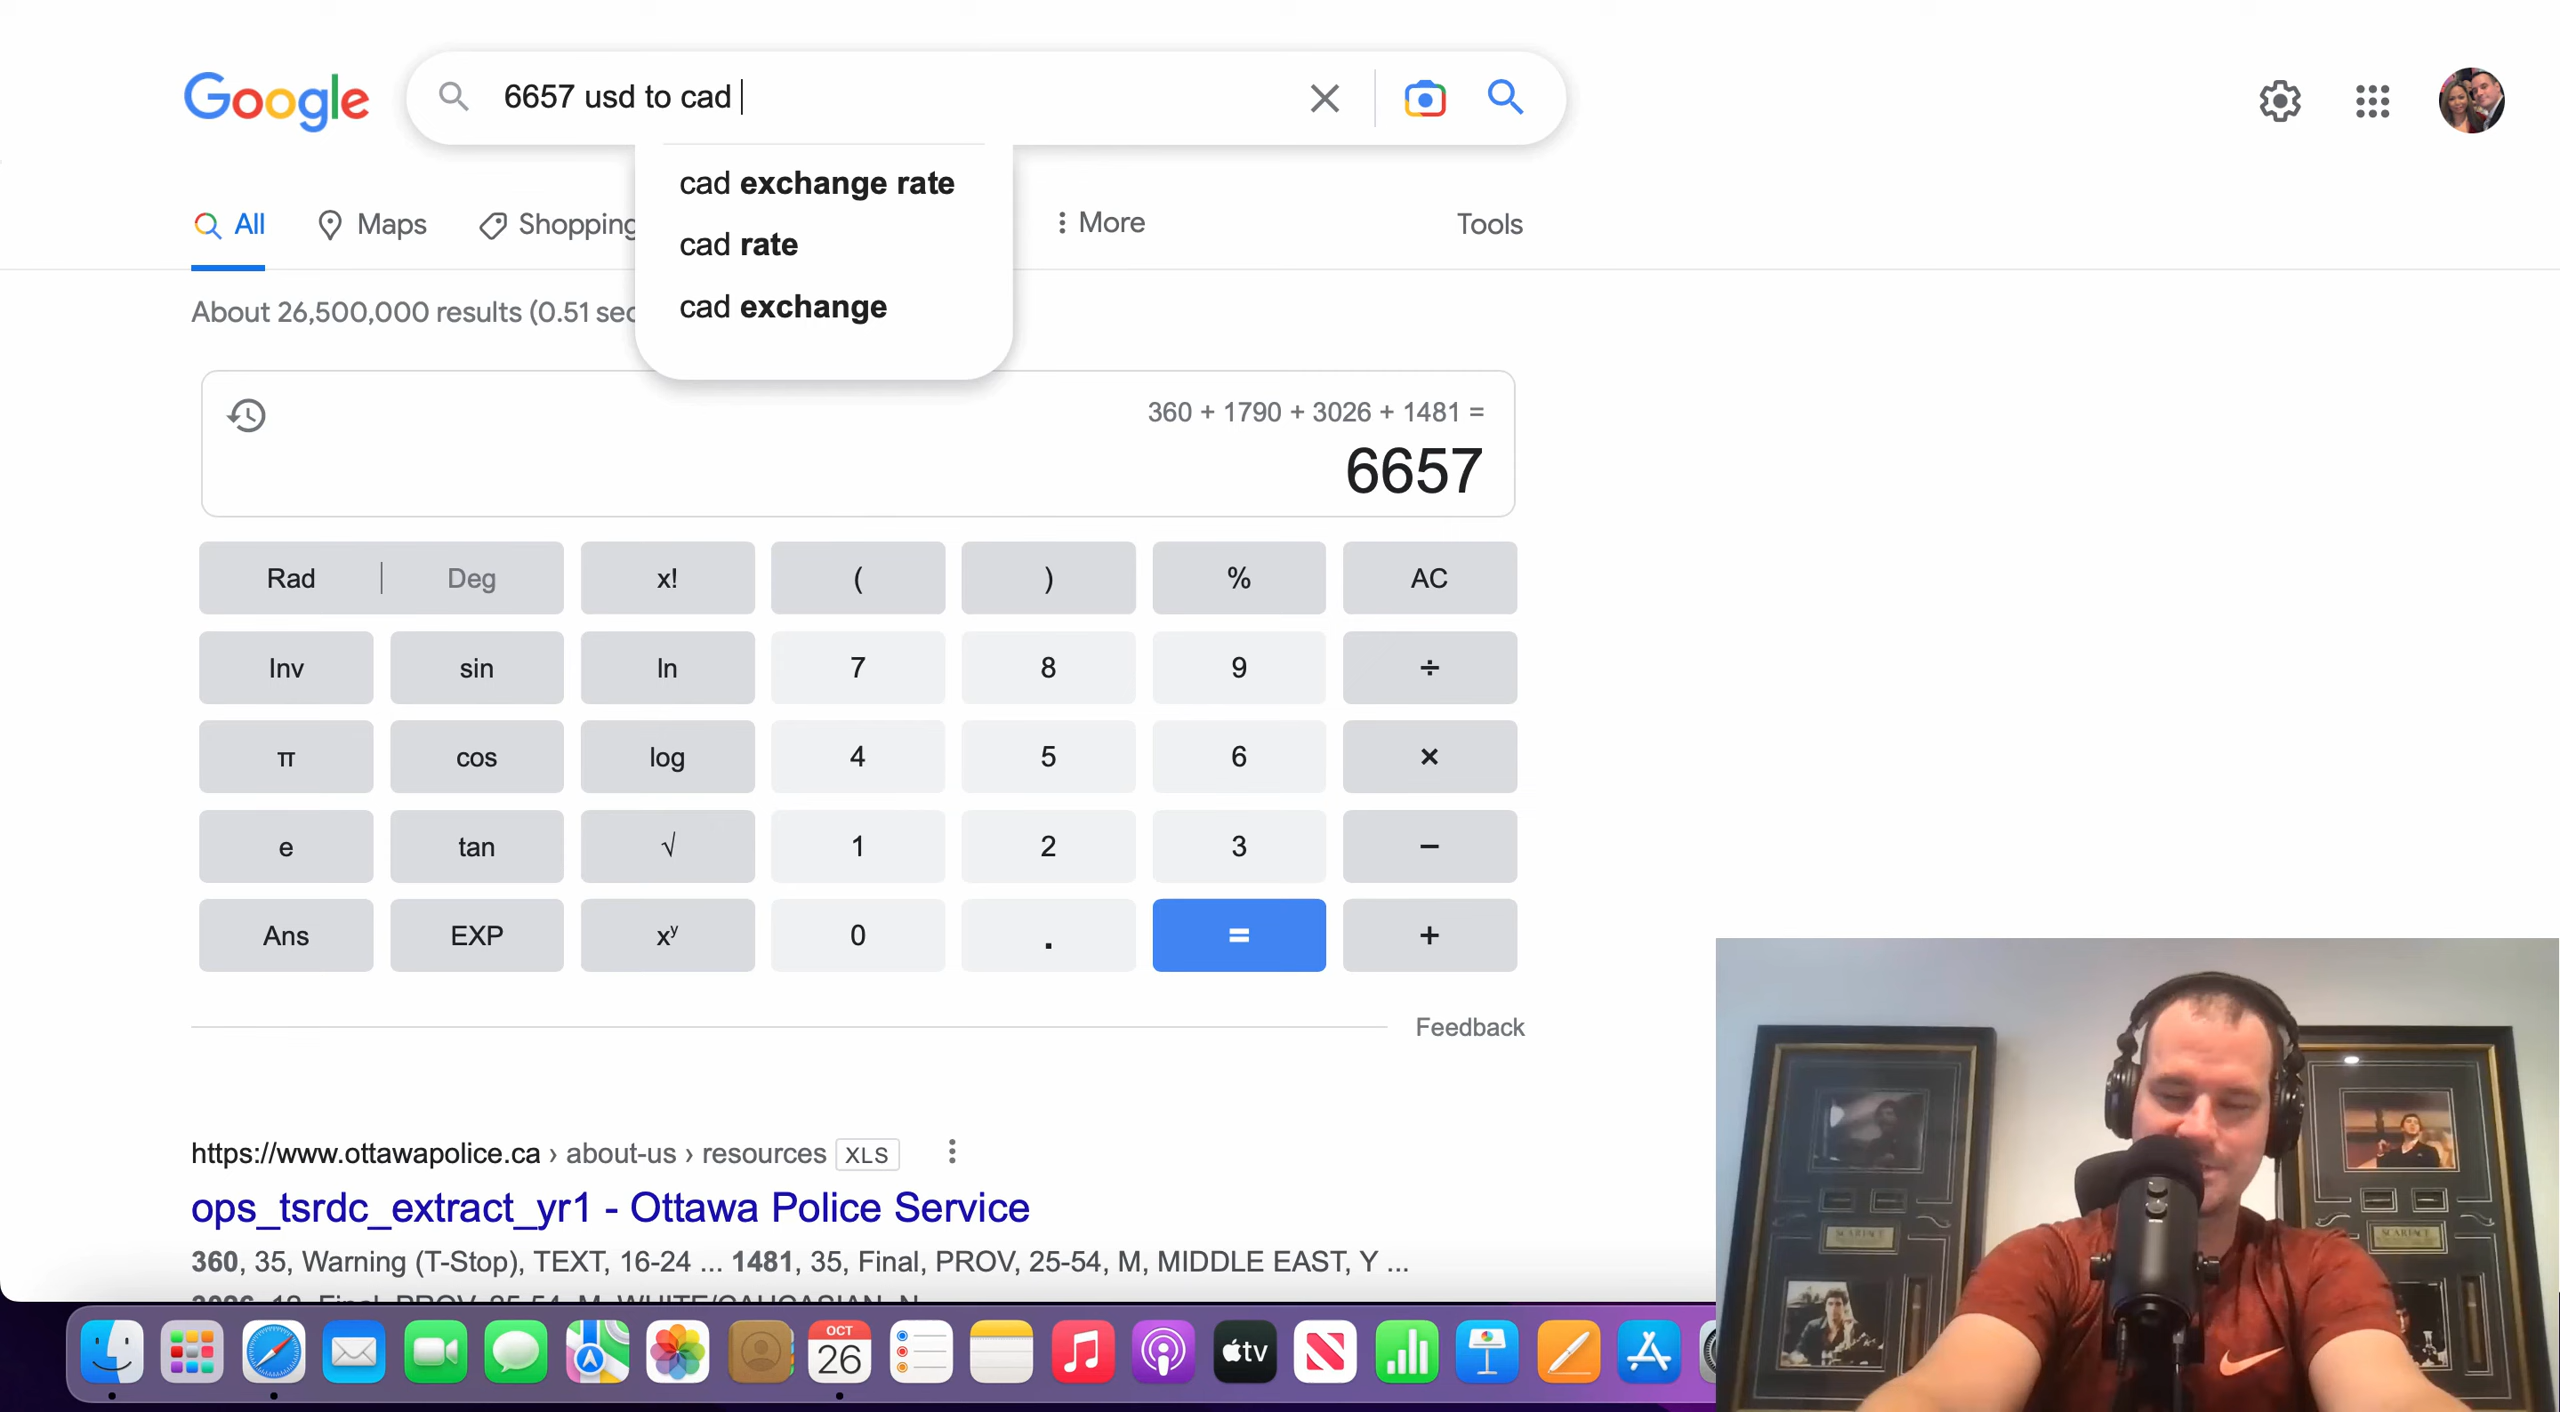 Google
6657 usd to cad
cad exchange rate
cad rate
cad exchange
All
Maps
Shopping
More
Tools
About 26,500,000 results (0.51 sec
360 + 1790 + 3026 + 1481 =
6657
Rad | Deg
x!
(
)
%
AC
Inv
sin
ln
7
8
9
÷
π
cos
log
4
5
6
×
e
tan
√
1
2
3
−
Ans
EXP
xʸ
0
.
=
+
Feedback
https://www.ottawapolice.ca › about-us › resources XLS
ops_tsrdc_extract_yr1 - Ottawa Police Service
360, 35, Warning (T-Stop), TEXT, 16-24 ... 1481, 35, Final, PROV, 25-54, M, MIDDLE EAST, Y ...
OCT
26
tv
SCARFACE
SCARFACE